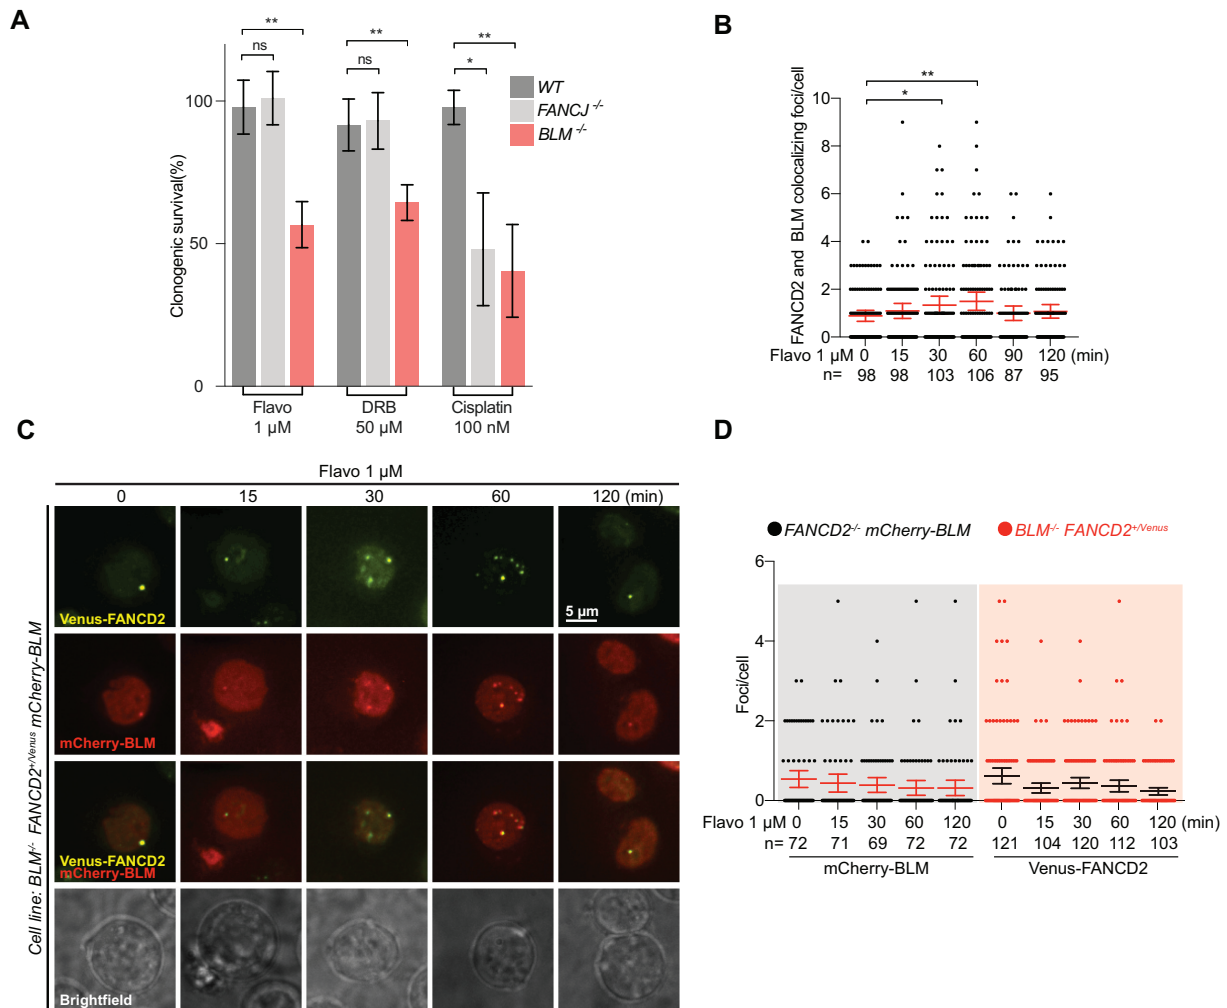 A
Clonogenic survival(%)
100
50
0
**
ns
**
ns
**
*
WT
FANCJ -/-
BLM -/-
Flavo
1 µM
DRB
50 µM
Cisplatin
100 nM
B
FANCD2 and BLM colocalizing foci/cell
10
8
6
4
2
0
**
*
Flavo 1 µM 0 15 30 60 90 120 (min)
n= 98 98 103 106 87 95
C
Flavo 1 µM
0 15 30 60 120 (min)
Cell line: BLM-/- FANCD2+/Venus mCherry-BLM
Venus-FANCD2
5 µm
mCherry-BLM
Venus-FANCD2
mCherry-BLM
Brightfield
D
FANCD2-/- mCherry-BLM
BLM-/- FANCD2+/Venus
Foci/cell
6
4
2
0
Flavo 1 µM 0 15 30 60 120 0 15 30 60 120 (min)
n= 72 71 69 72 72 121 104 120 112 103
mCherry-BLM Venus-FANCD2